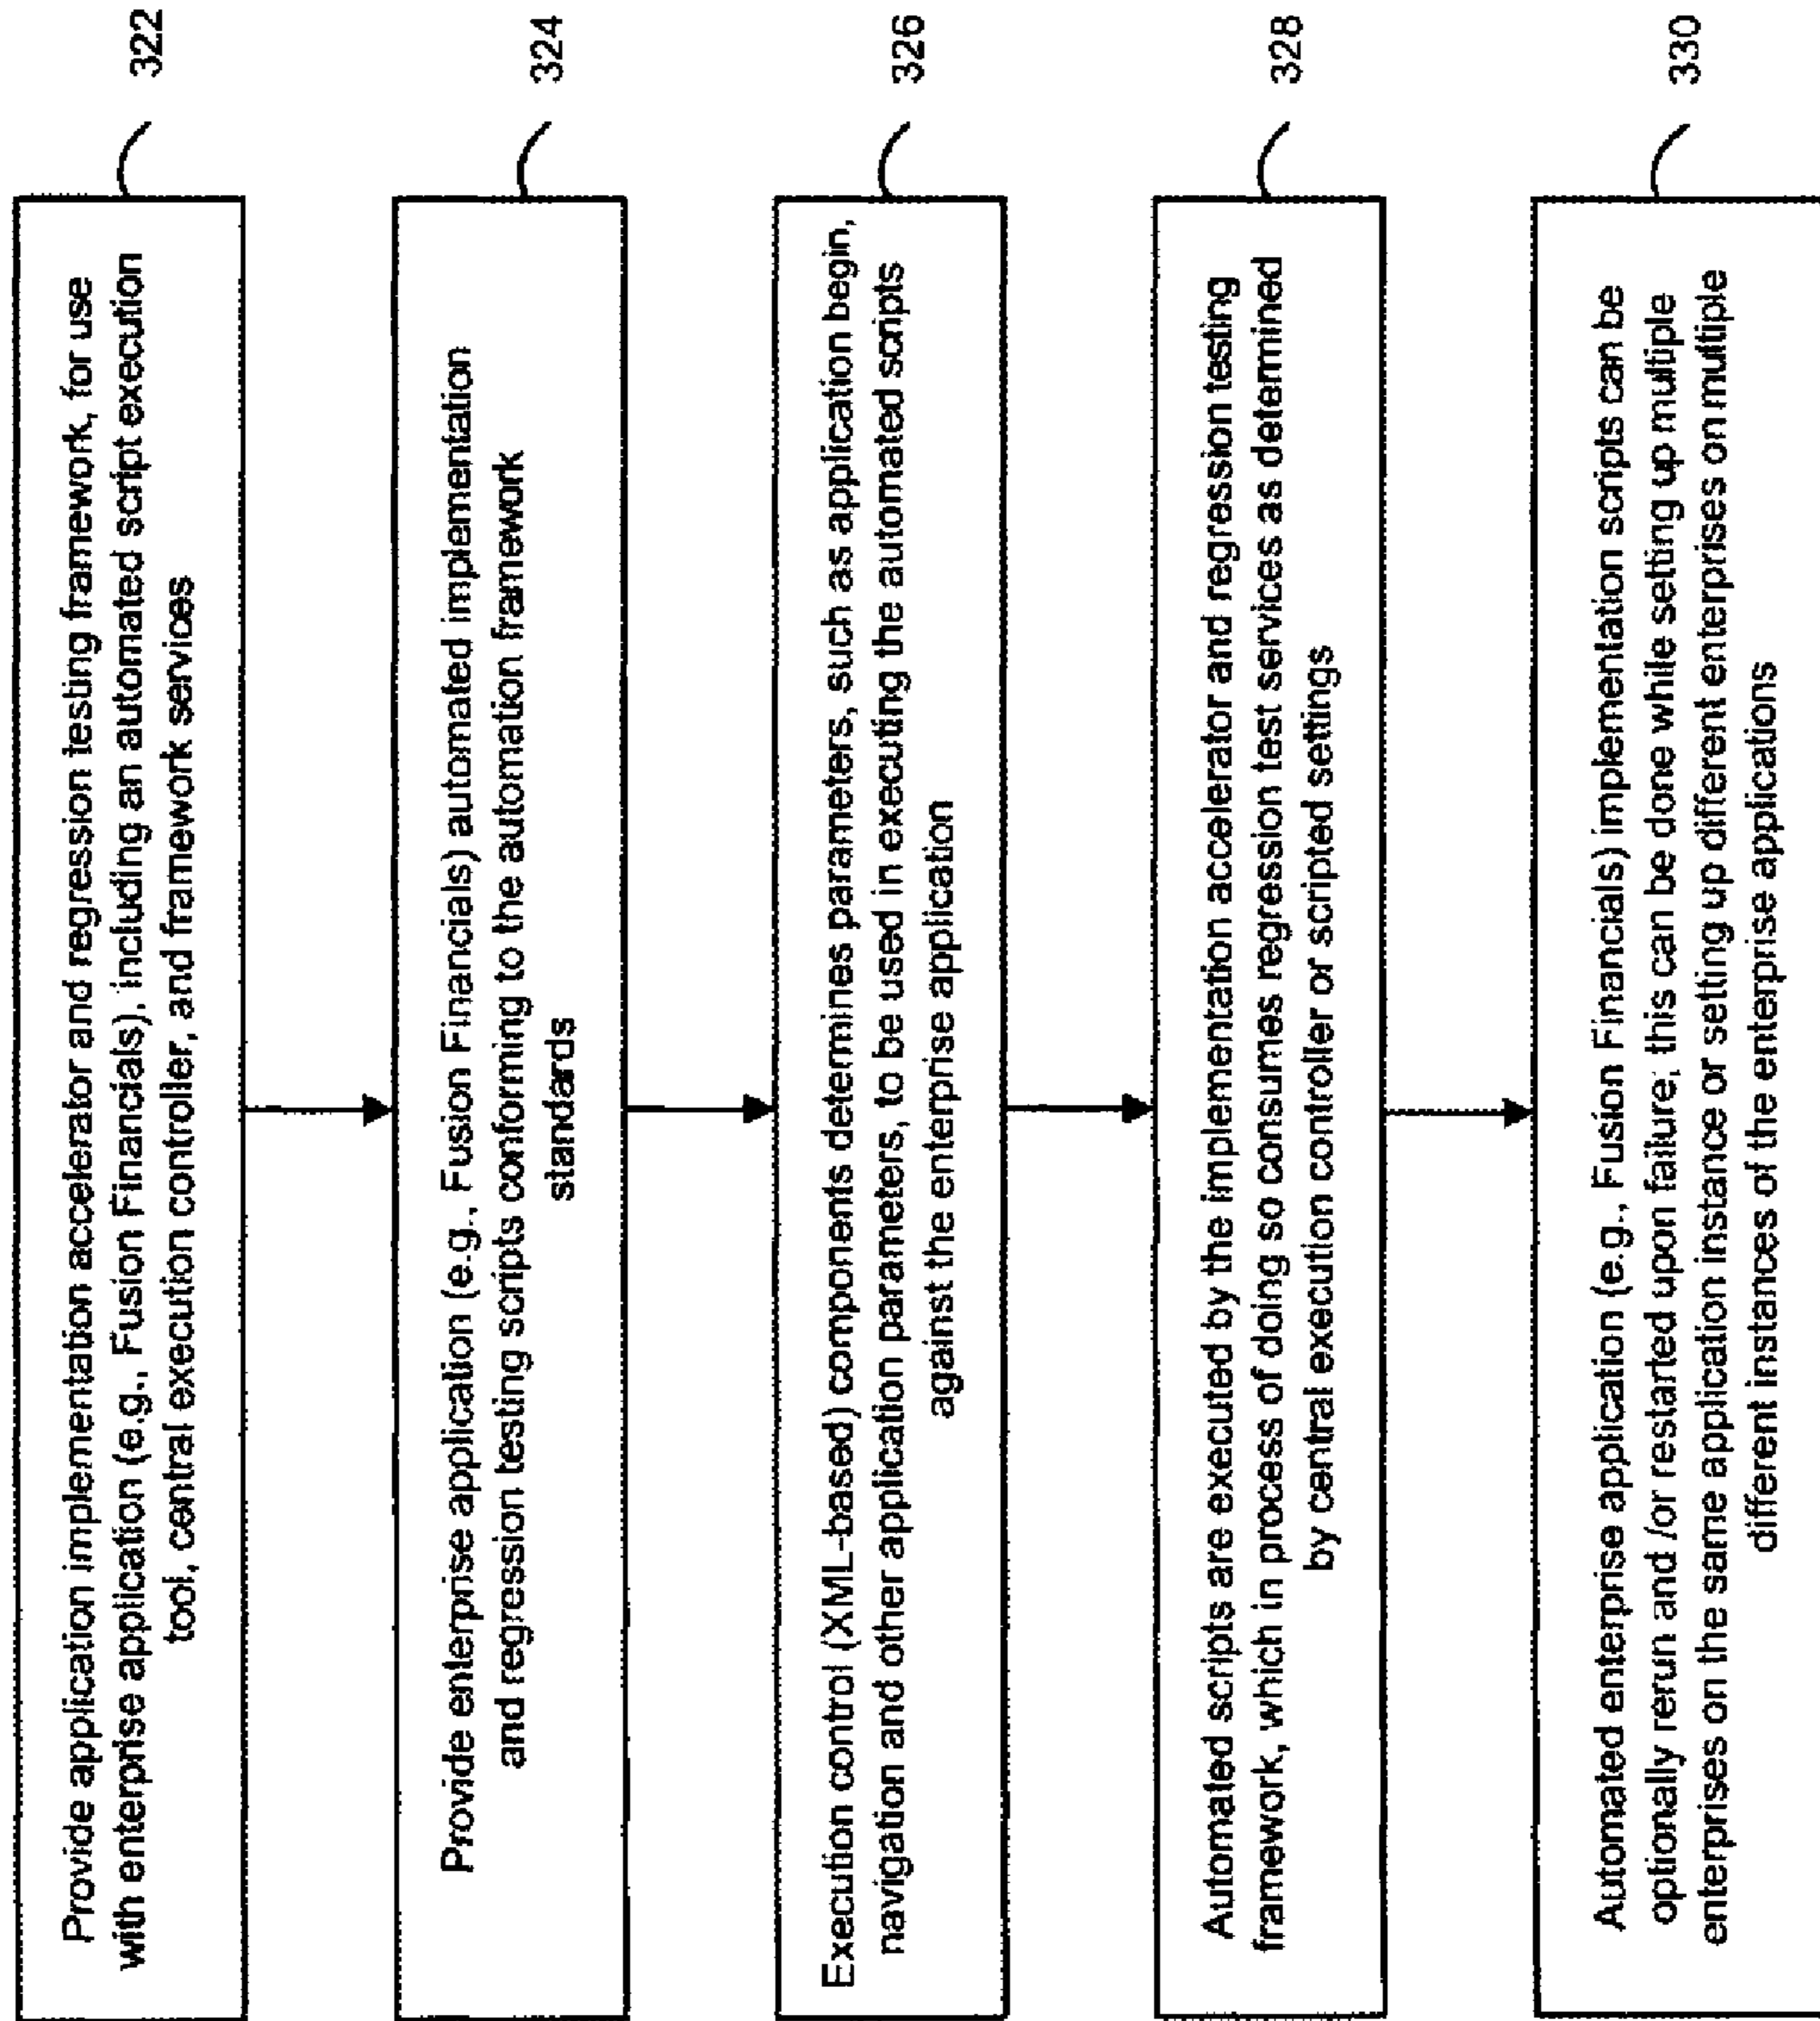 Provide application implementation accelerator and regression testing framework, for use
with enterprise application (e.g., Fusion Financials), including an automated script execution
tool, central execution controller, and framework services
322
Provide enterprise application (e.g., Fusion Financials) automated implementation
and regression testing scripts conforming to the automation framework
standards
324
Execution control (XML-based) components determines parameters, such as application begin,
navigation and other application parameters, to be used in executing the automated scripts
against the enterprise application
326
Automated scripts are executed by the implementation accelerator and regression testing
framework, which in process of doing so consumes regression test services as determined
by central execution controller or scripted settings
328
Automated enterprise application (e.g., Fusion Financials) implementation scripts can be
optionally rerun and /or restarted upon failure; this can be done while setting up multiple
enterprises on the same application instance or setting up different enterprises on multiple
different instances of the enterprise applications
330